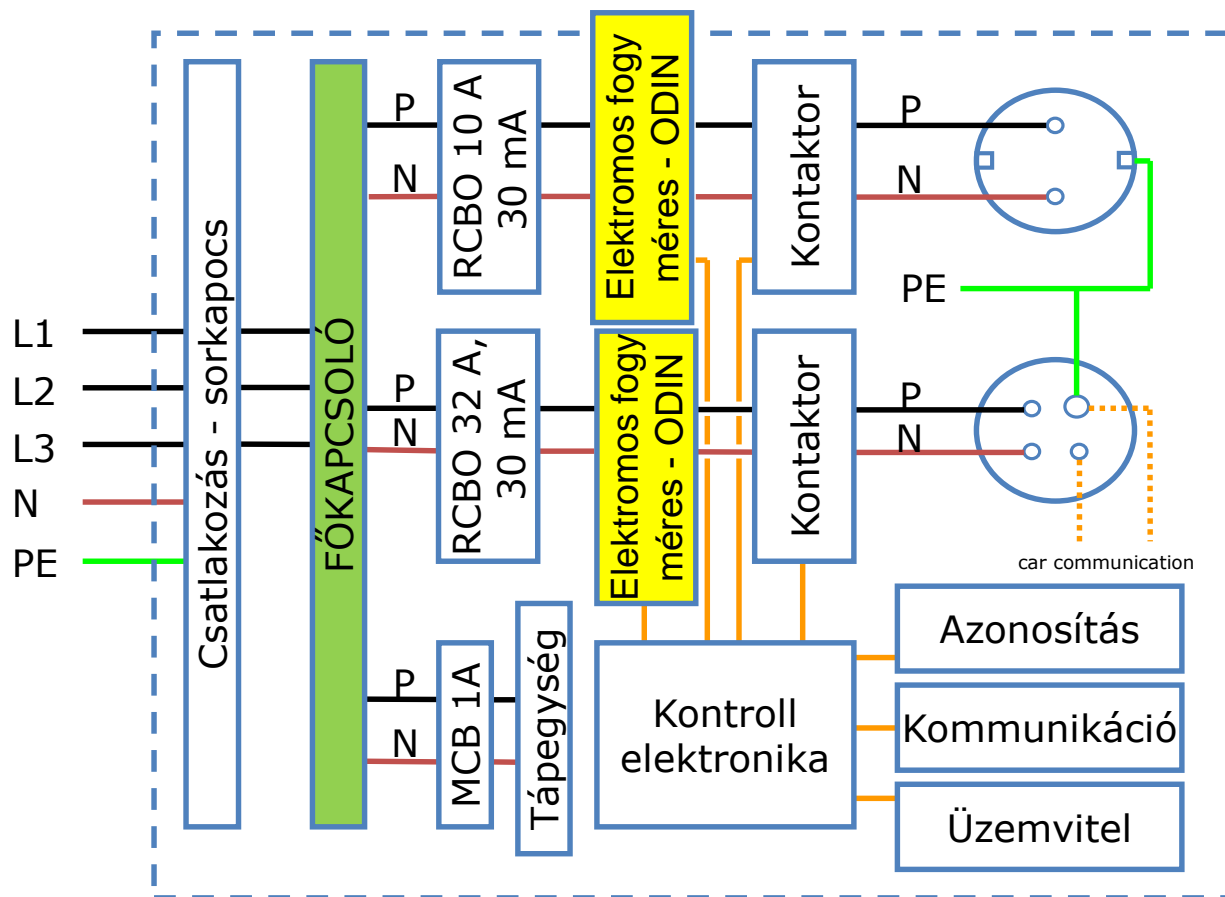 L1
L2
L3
N
PE
Csatlakozás - sorkapocs
FŐKAPCSOLÓ
P
N
RCBO 10 A,
30 mA
Elektromos fogy
méres - ODIN
Kontaktor
P
N
PE
P
N
RCBO 32 A,
30 mA
Elektromos fogy
méres - ODIN
Kontaktor
P
N
car communication
P
N
MCB 1A
Tápegység
Kontroll
elektronika
Azonosítás
Kommunikáció
Üzemvitel